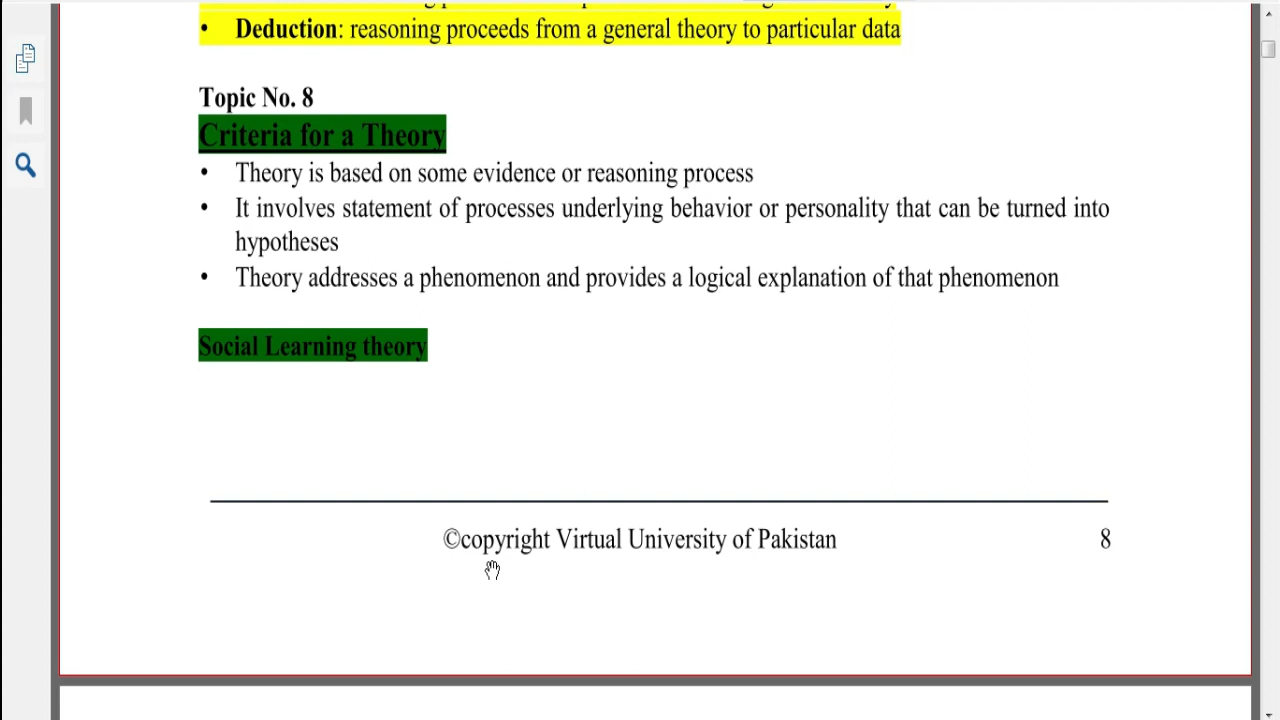 • Deduction: reasoning proceeds from a general theory to particular data
Topic No. 8
Criteria for a Theory
• Theory is based on some evidence or reasoning process
• It involves statement of processes underlying behavior or personality that can be turned into
hypotheses
• Theory addresses a phenomenon and provides a logical explanation of that phenomenon
Social Learning theory
©copyright Virtual University of Pakistan 8